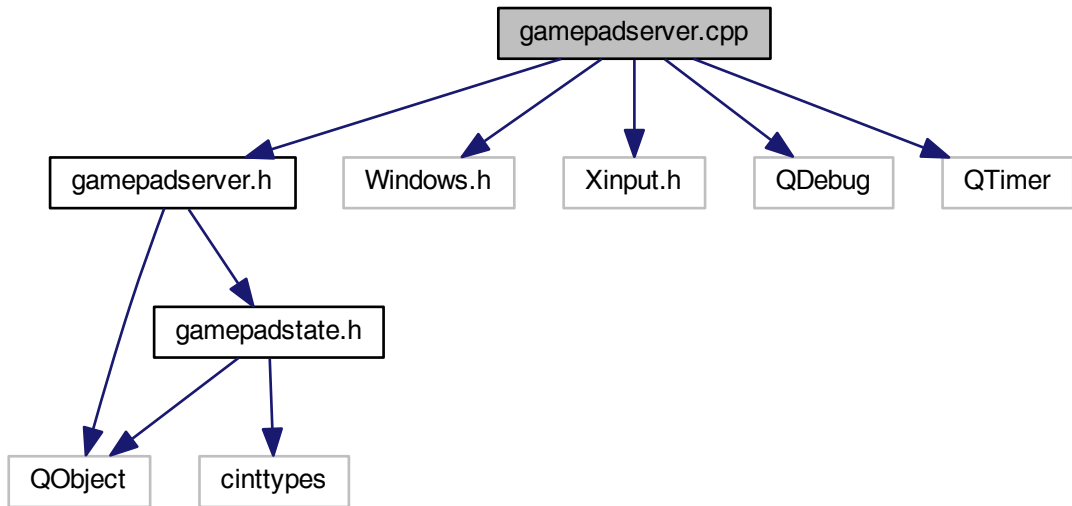 gamepadserver.cpp
gamepadserver.h
Windows.h
Xinput.h
QDebug
QTimer
gamepadstate.h
QObject
cinttypes